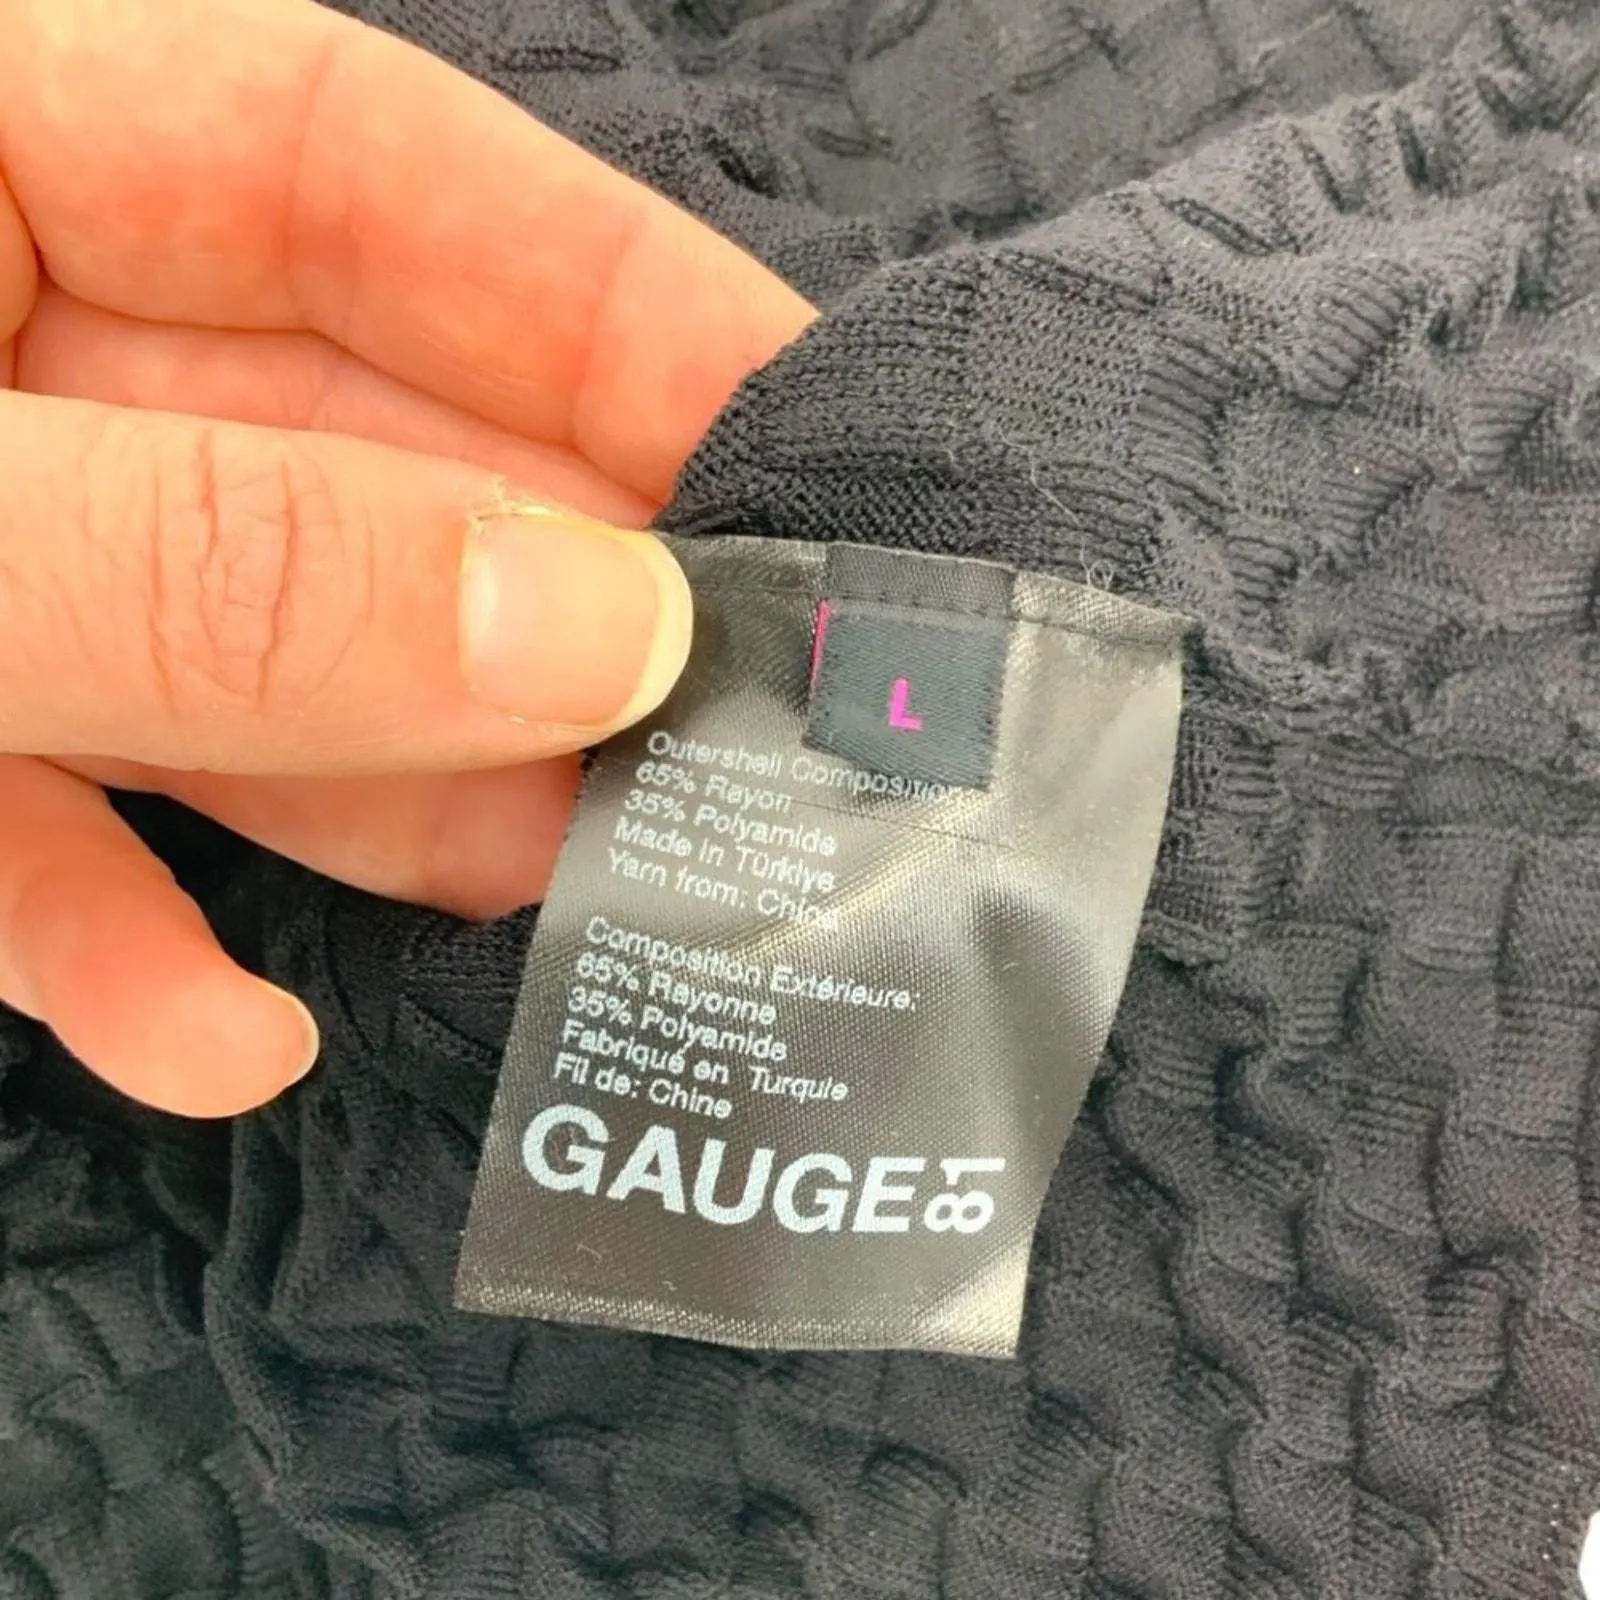 L
Outershell Composition
65% Rayon
35% Polyamide
Made in Türkiye
Yarn from: China
Composition Extérieure:
65% Rayonne
35% Polyamide
Fabriqué en Turquie
Fil de: Chine
GAUGE81